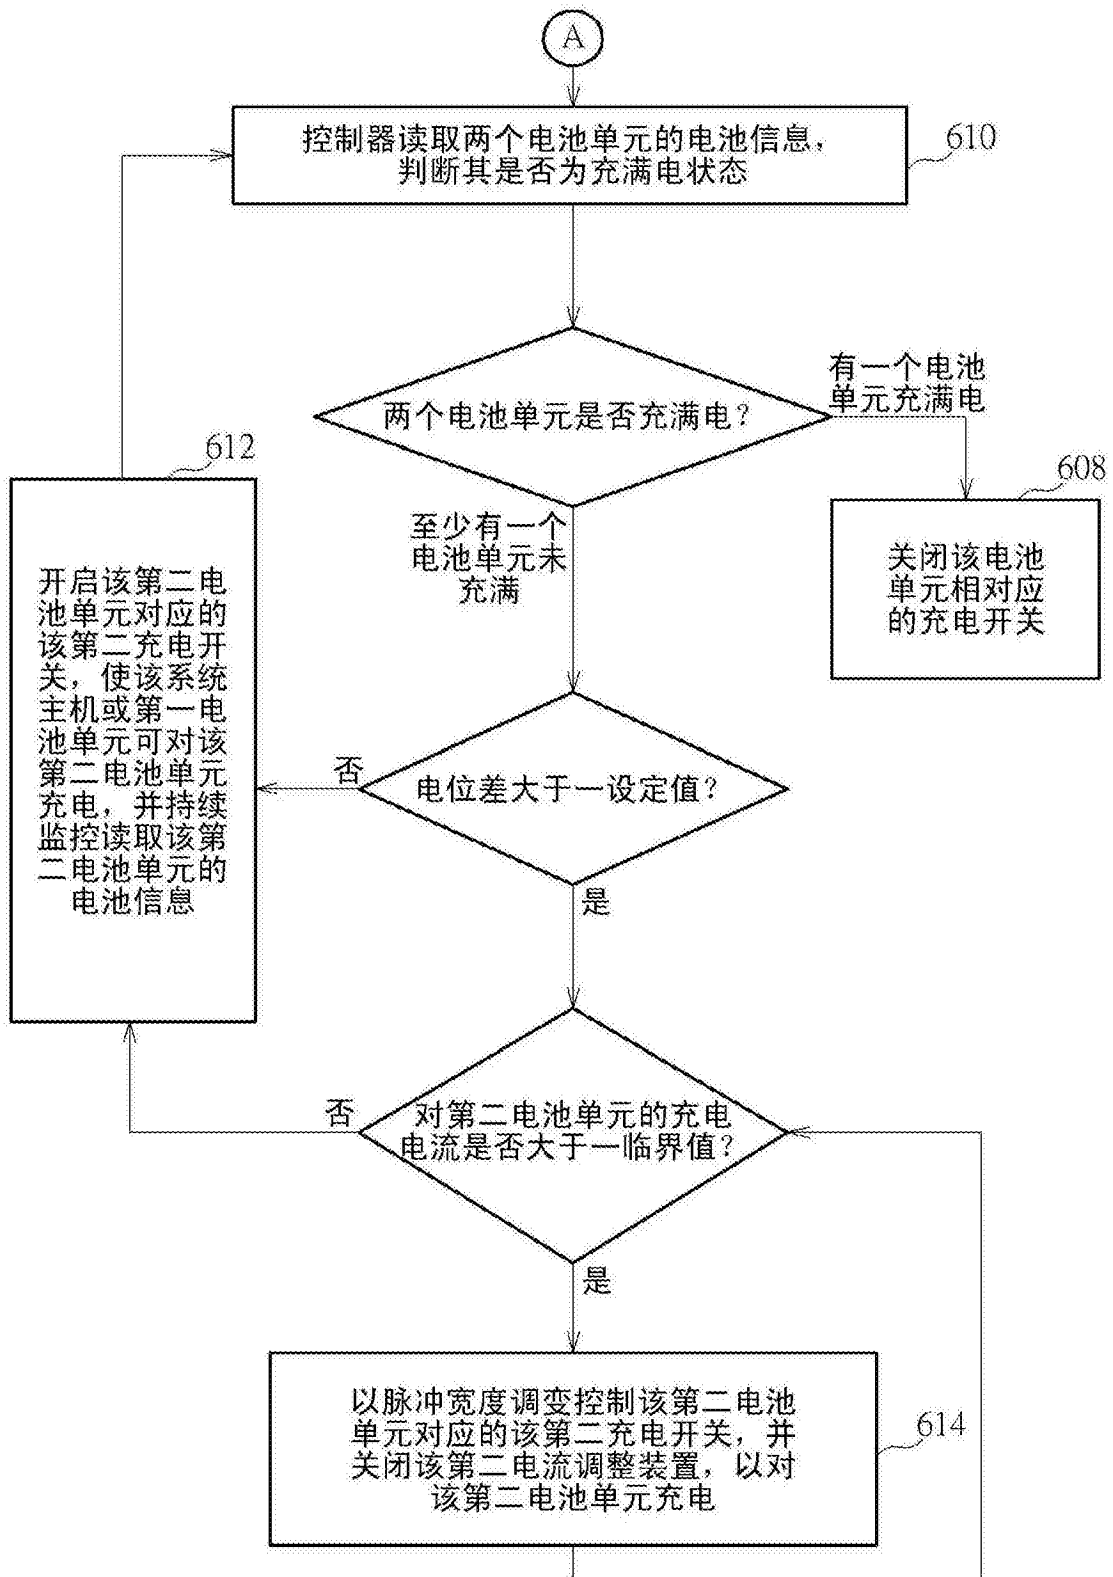 A
控制器读取两个电池单元的电池信息，
判断其是否为充满电状态
610
两个电池单元是否充满电？
有一个电池
单元充满电
608
关闭该电池
单元相对应
的充电开关
至少有一个
电池单元未
充满
612
开启该第二电
池单元对应的
该第二充电开
关，使该系统
主机或第一电
池单元可对该
第二电池单元
充电，并持续
监控读取该第
二电池单元的
电池信息
否
电位差大于一设定值？
是
否
对第二电池单元的充电
电流是否大于一临界值？
是
以脉冲宽度调变控制该第二电池
单元对应的该第二充电开关，并
关闭该第二电流调整装置，以对
该第二电池单元充电
614